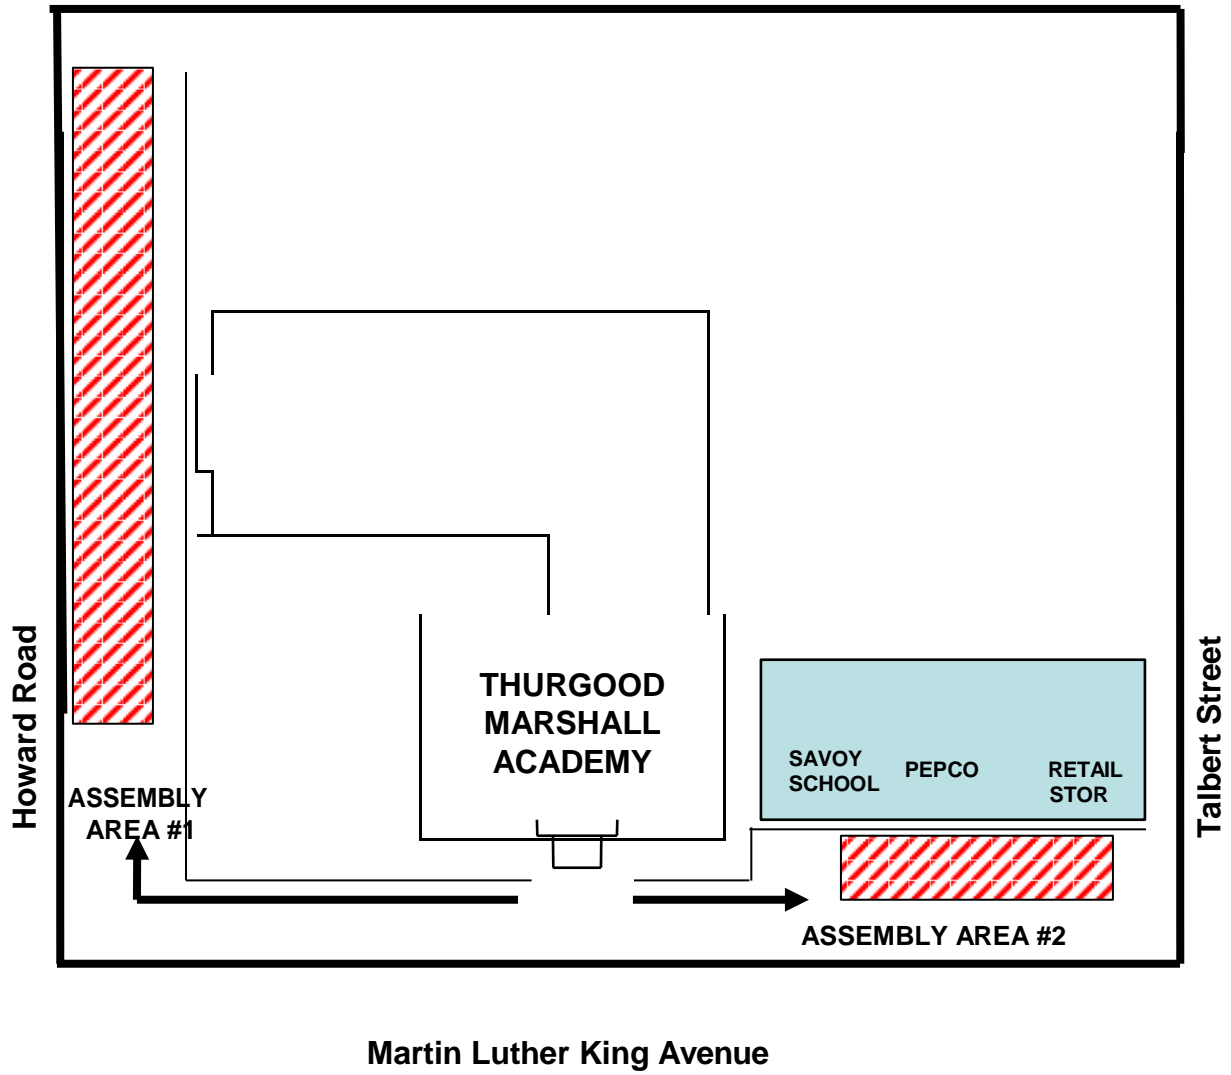 THURGOOD
MARSHALL
ACADEMY
SAVOY
SCHOOL
PEPCO
RETAIL
STOR
Howard Road
Talbert Street
ASSEMBLY
AREA #1
ASSEMBLY AREA #2
Martin Luther King Avenue